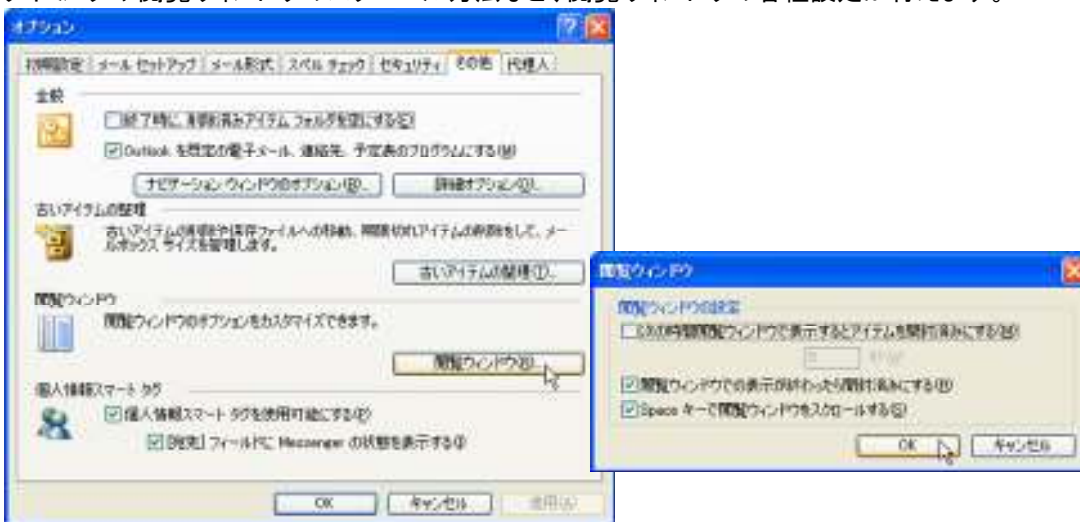 オプション
初期設定 メール セットアップ メール形式 スペル チェック セキュリティ その他 代理人
全般
終了時に、削除済みアイテム フォルダを空にする(E)
Outlook を既定の電子メール、連絡先、予定表のプログラムにする(M)
ナビゲーション ウィンドウのオプション(B)... 詳細オプション(O)...
古いアイテムの整理
古いアイテムの削除や保存ファイルへの移動、期限切れアイテムの削除をして、メー
ルボックス サイズを管理します。
古いアイテムの整理(T)...
閲覧ウィンドウ
閲覧ウィンドウのオプションをカスタマイズできます。
閲覧ウィンドウ(R)...
個人情報スマート タグ
個人情報スマート タグを使用可能にする(P)
[宛先] フィールドに Messenger の状態を表示する(I)
OK キャンセル 適用(A)
閲覧ウィンドウ
閲覧ウィンドウの設定
次の時間閲覧ウィンドウで表示するとアイテムを開封済みにする(M)
閲覧ウィンドウでの表示が終わったら開封済みにする(R)
Space キーで閲覧ウィンドウをスクロールする(S)
OK キャンセル